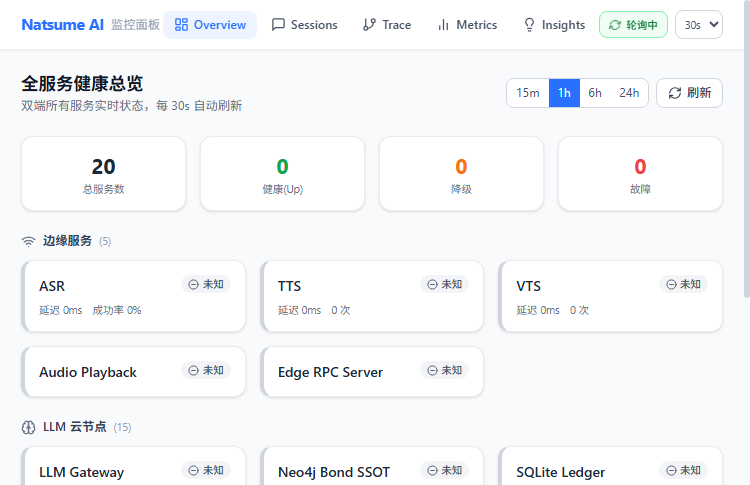 Natsume AI 监控面板 Overview Sessions Trace Metrics Insights 轮询中 30s
全服务健康总览
双端所有服务实时状态，每 30s 自动刷新
15m 1h 6h 24h 刷新
20 0 0 0
总服务数 健康(Up) 降级 故障
边缘服务 (5)
ASR 未知 TTS 未知 VTS 未知
延迟 0ms 成功率 0% 延迟 0ms 0 次 延迟 0ms 0 次
Audio Playback 未知 Edge RPC Server 未知
LLM 云节点 (15)
LLM Gateway 未知 Neo4j Bond SSOT 未知 SQLite Ledger 未知